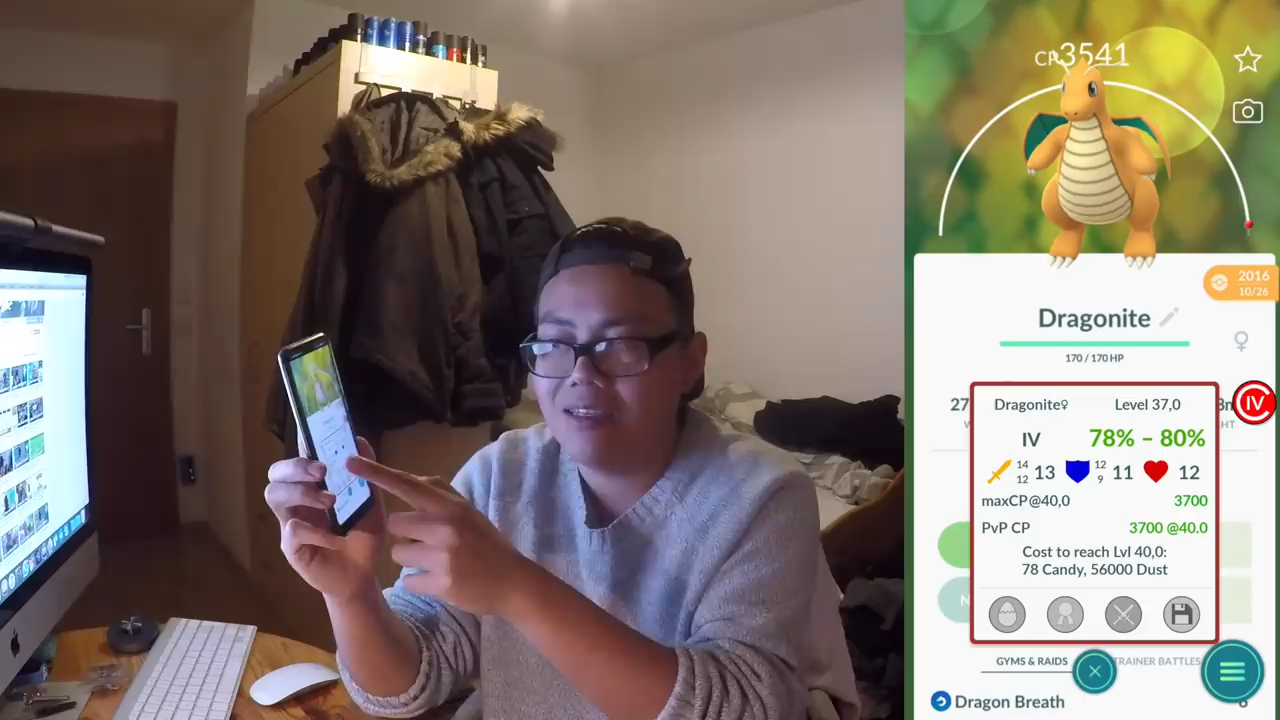 CP3541
2016
10/26
Dragonite
170 / 170 HP
27
IV
Dragonite♀ Level 37,0
IV 78% – 80%
14
12 13 12
9 11 12
maxCP@40,0 3700
PvP CP 3700 @40.0
Cost to reach Lvl 40,0:
78 Candy, 56000 Dust
GYMS & RAIDS TRAINER BATTLES
Dragon Breath